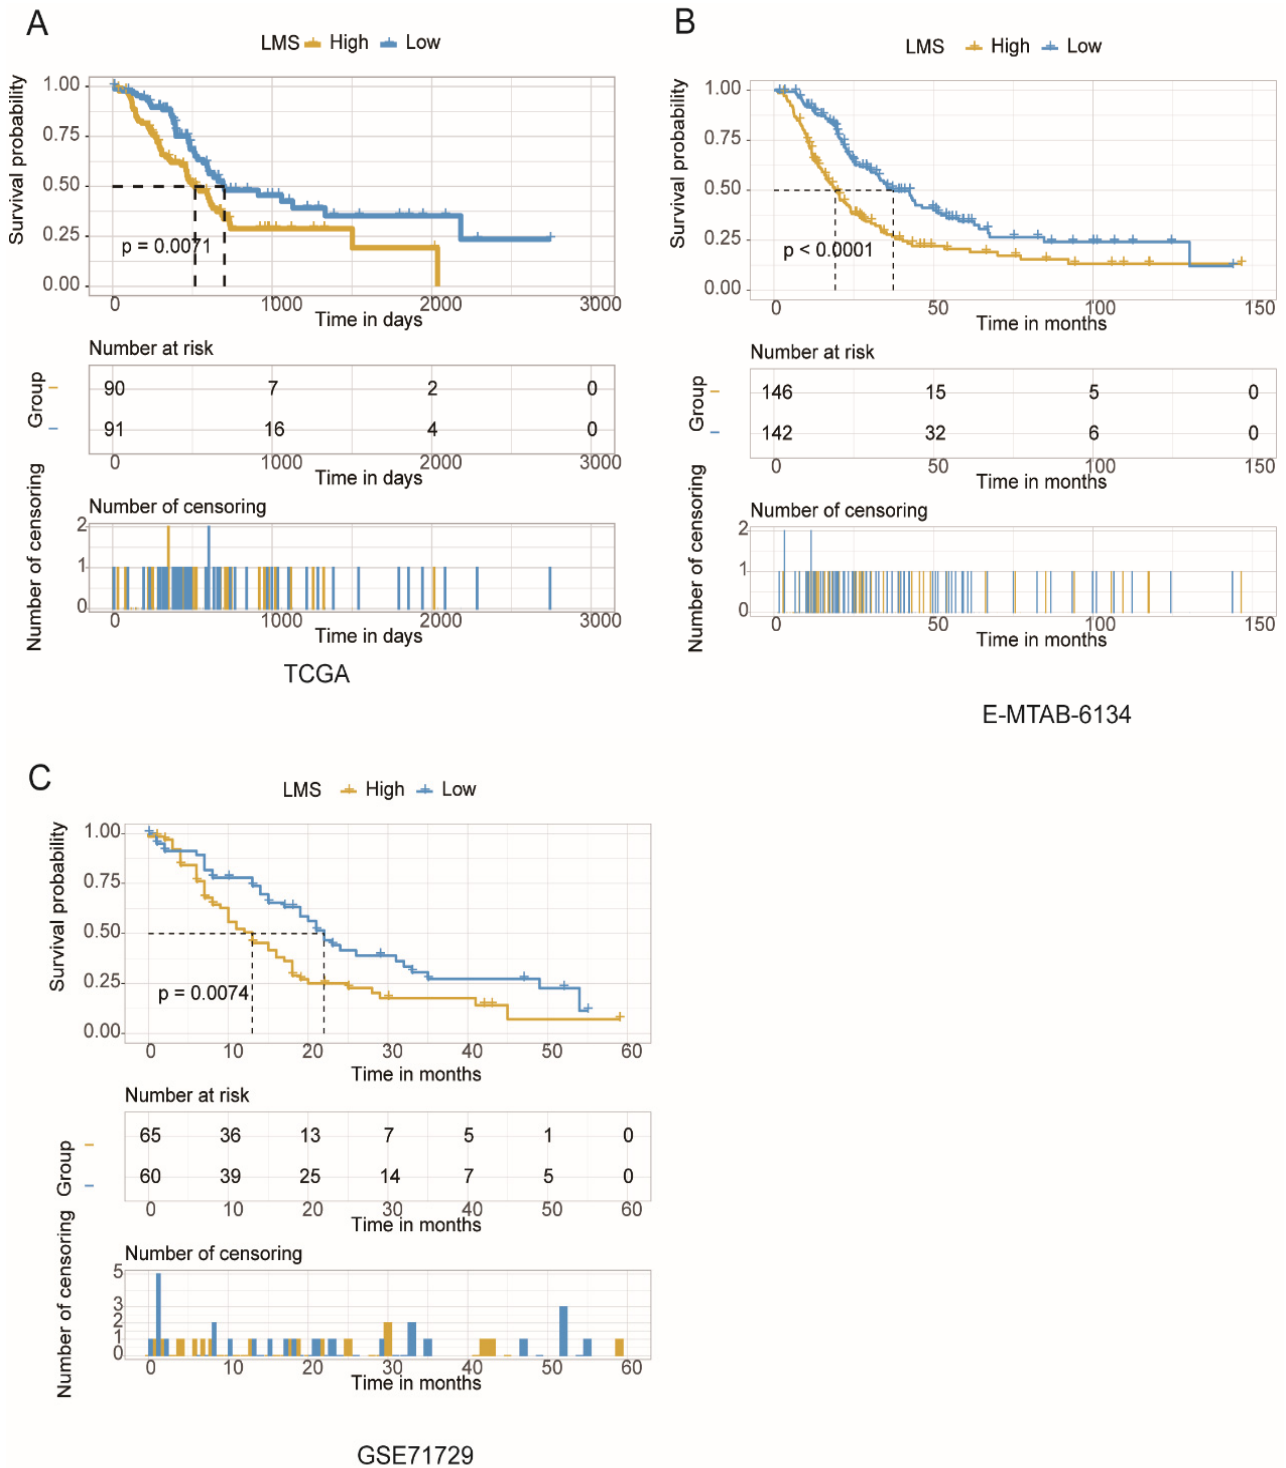 A
LMS High Low
Survival probability
1.00
0.75
0.50
0.25
0.00
p = 0.0071
0 1000 2000 3000
Time in days
Number at risk
Group
90 7 2 0
91 16 4 0
0 1000 2000 3000
Time in days
Number of censoring
Number of censoring
2
1
0
0 1000 2000 3000
Time in days
TCGA
B
LMS High Low
Survival probability
1.00
0.75
0.50
0.25
0.00
p < 0.0001
0 50 100 150
Time in months
Number at risk
Group
146 15 5 0
142 32 6 0
0 50 100 150
Time in months
Number of censoring
Number of censoring
2
1
0
0 50 100 150
Time in months
E-MTAB-6134
C
LMS High Low
Survival probability
1.00
0.75
0.50
0.25
0.00
p = 0.0074
0 10 20 30 40 50 60
Time in months
Number at risk
Group
65 36 13 7 5 1 0
60 39 25 14 7 5 0
0 10 20 30 40 50 60
Time in months
Number of censoring
Number of censoring
5
3
2
1
0
0 10 20 30 40 50 60
Time in months
GSE71729